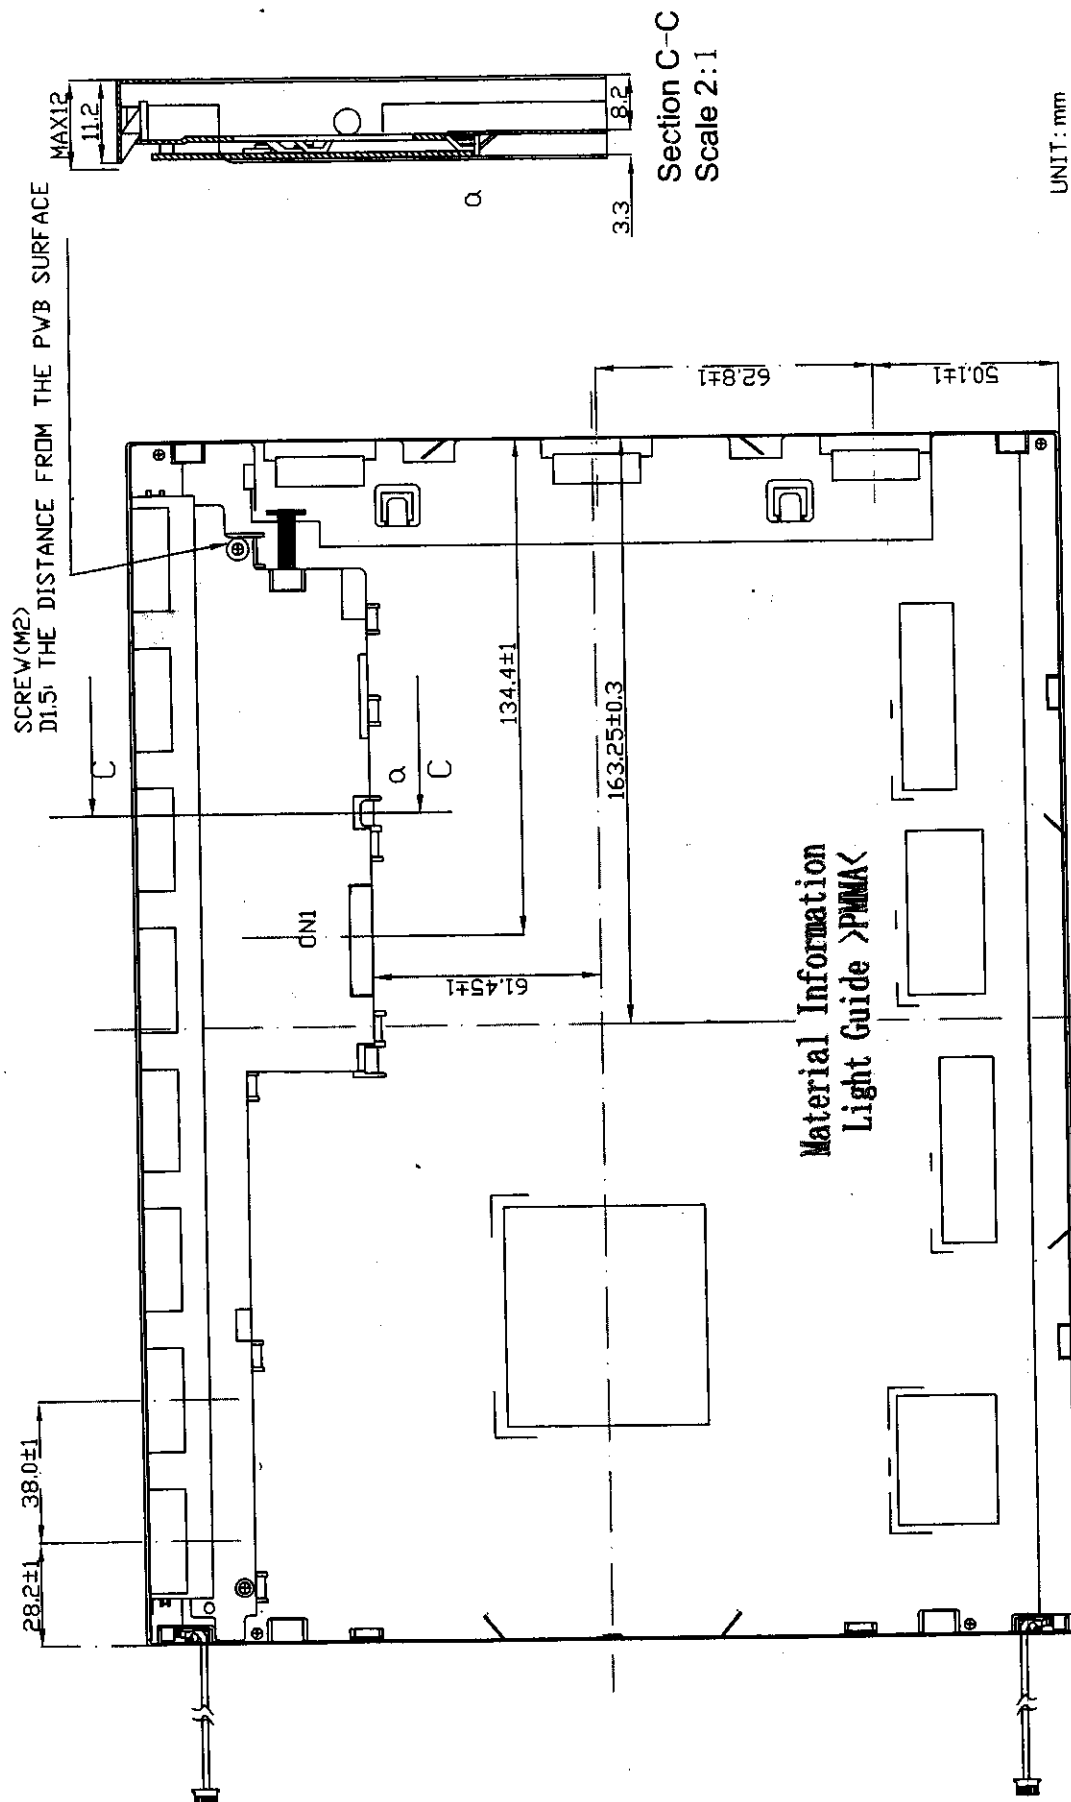 SCREW(M2)
D1.5: THE DISTANCE FROM THE PWB SURFACE
MAX12
11.2
8.2
3.3
a
Section C-C
Scale 2:1
UNIT: mm
28.2±1
38.0±1
C
a
C
CN1
134.4±1
163.25±0.3
61.45±1
62.8±1
50.1±1
Material Information
Light Guide >PMMA<